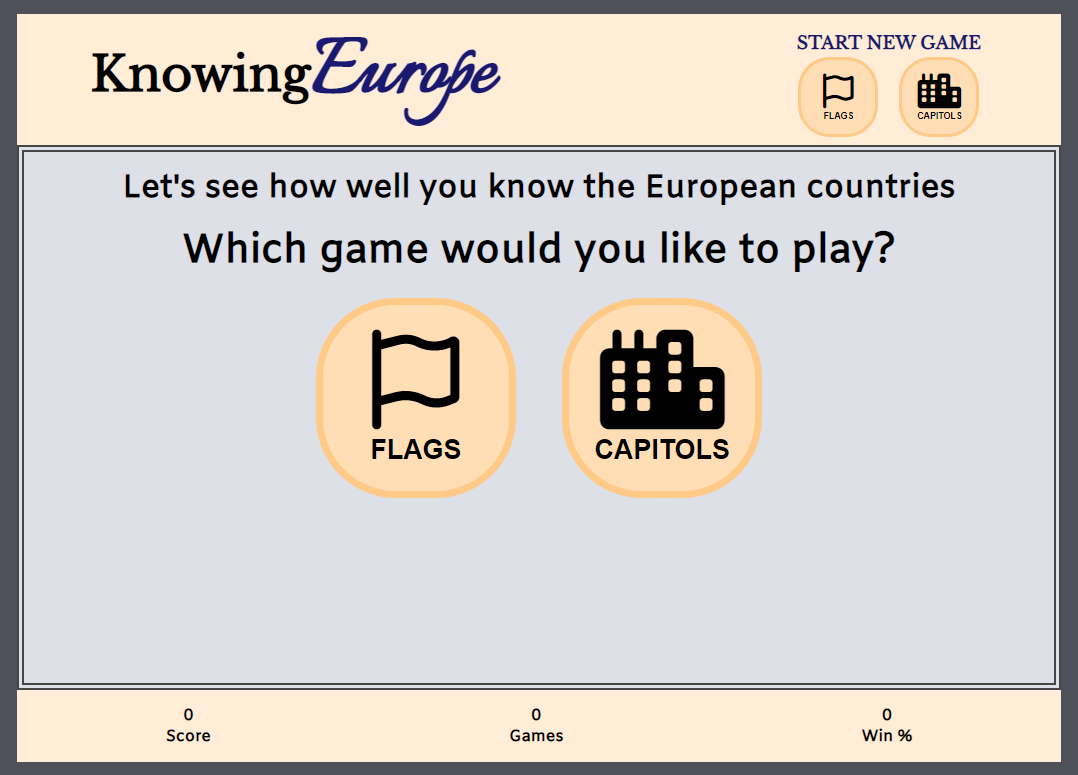 KnowingEurope
START NEW GAME
FLAGS CAPITOLS
Let's see how well you know the European countries
Which game would you like to play?
FLAGS CAPITOLS
0 0 0
Score Games Win %